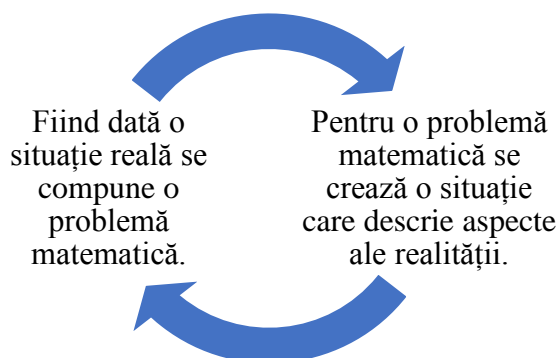 Fiind dată o
situație reală se
compune o
problemă
matematică.
Pentru o problemă
matematică se
crează o situație
care descrie aspecte
ale realității.